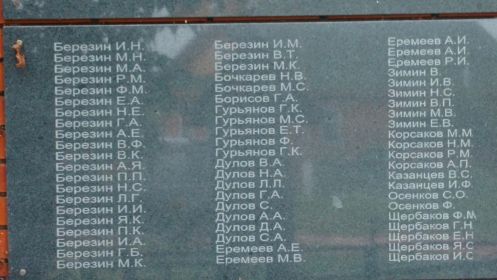 Березин И.Н.
Березин М.Н.
Березин М.А.
Березин Р.М.
Березин Ф.М.
Березин Е.А.
Березин Н.Е.
Березин Г.А.
Березин А.Е.
Березин В.Ф.
Березин В.К.
Березин А.Я.
Березин П.П.
Березин Н.С.
Березин Л.Г.
Березин И.И.
Березин Я.К.
Березин П.К.
Березин И.А.
Березин Г.Б.
Березин М.К.
Березин И.М.
Березин В.Т.
Березин М.К.
Бочкарев Н.В.
Бочкарев М.С.
Борисов Г.А.
Гурьянов Г.К.
Гурьянов М.С.
Гурьянов Е.Т.
Гурьянов Ф.
Гурьянов Г.К.
Дулов В.А.
Дулов Н.А.
Дулов Л.Л.
Дулов Г.А.
Дулов С.
Дулов А.А.
Дулов Д.А.
Дулов С.А.
Еремеев А.Е.
Еремеев М.В.
Еремеев А.И.
Еремеев А.И.
Еремеев Р.И.
Зимин В.
Зимин И.В.
Зимин Н.С.
Зимин В.П.
Зимин М.В.
Зимин Е.В.
Корсаков М.М
Корсаков Н.М.
Корсаков Р.М.
Корсаков А.П.
Казанцев В.С.
Казанцев И.Ф.
Осенков С.О.
Осенков Ф.
Щербаков Ф.М
Щербаков Г.Н
Щербаков Е.Н
Щербаков Я.С
Щербаков И.С